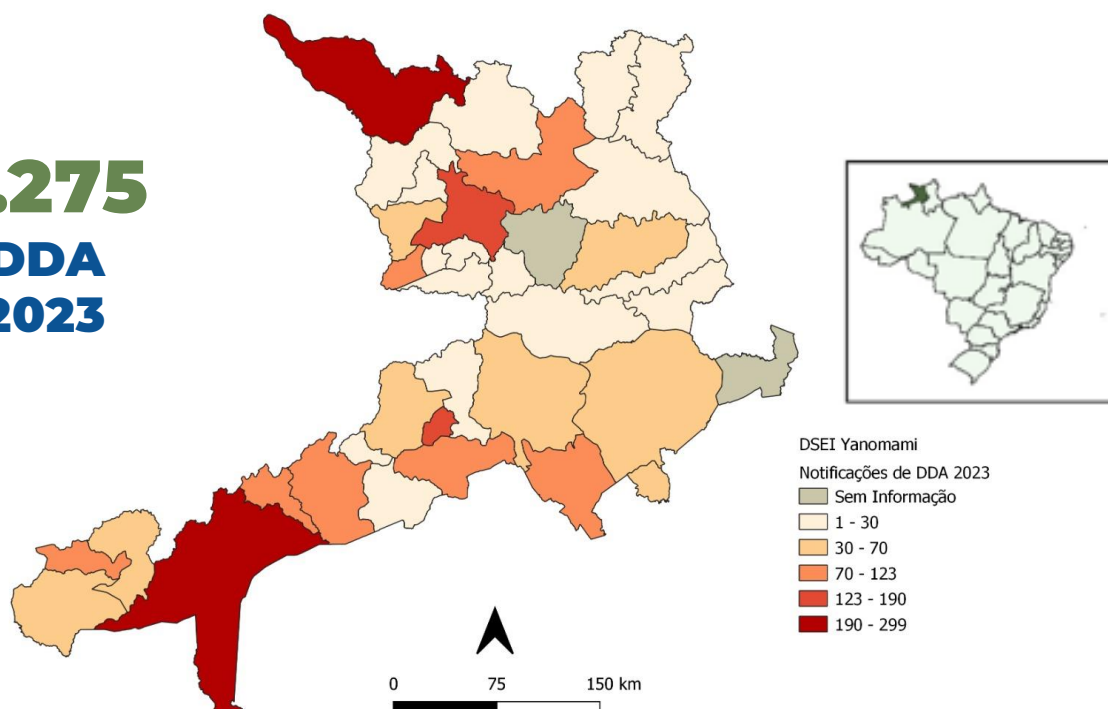 .275
DDA
2023
DSEI Yanomami
Notificações de DDA 2023
Sem Informação
1 - 30
30 - 70
70 - 123
123 - 190
190 - 299
0 75 150 km